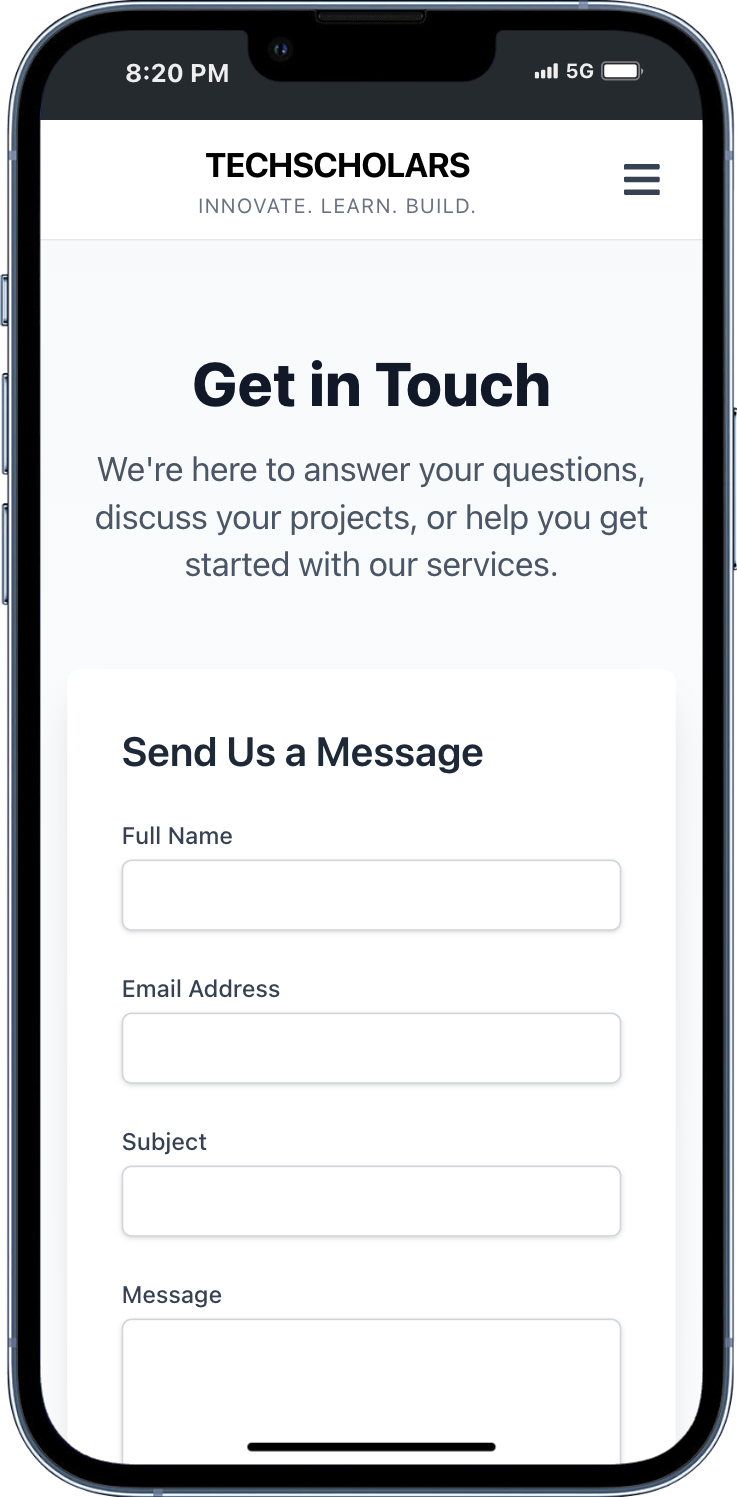 8:20 PM
5G
TECHSCHOLARS
INNOVATE. LEARN. BUILD.
Get in Touch
We're here to answer your questions,
discuss your projects, or help you get
started with our services.
Send Us a Message
Full Name
Email Address
Subject
Message